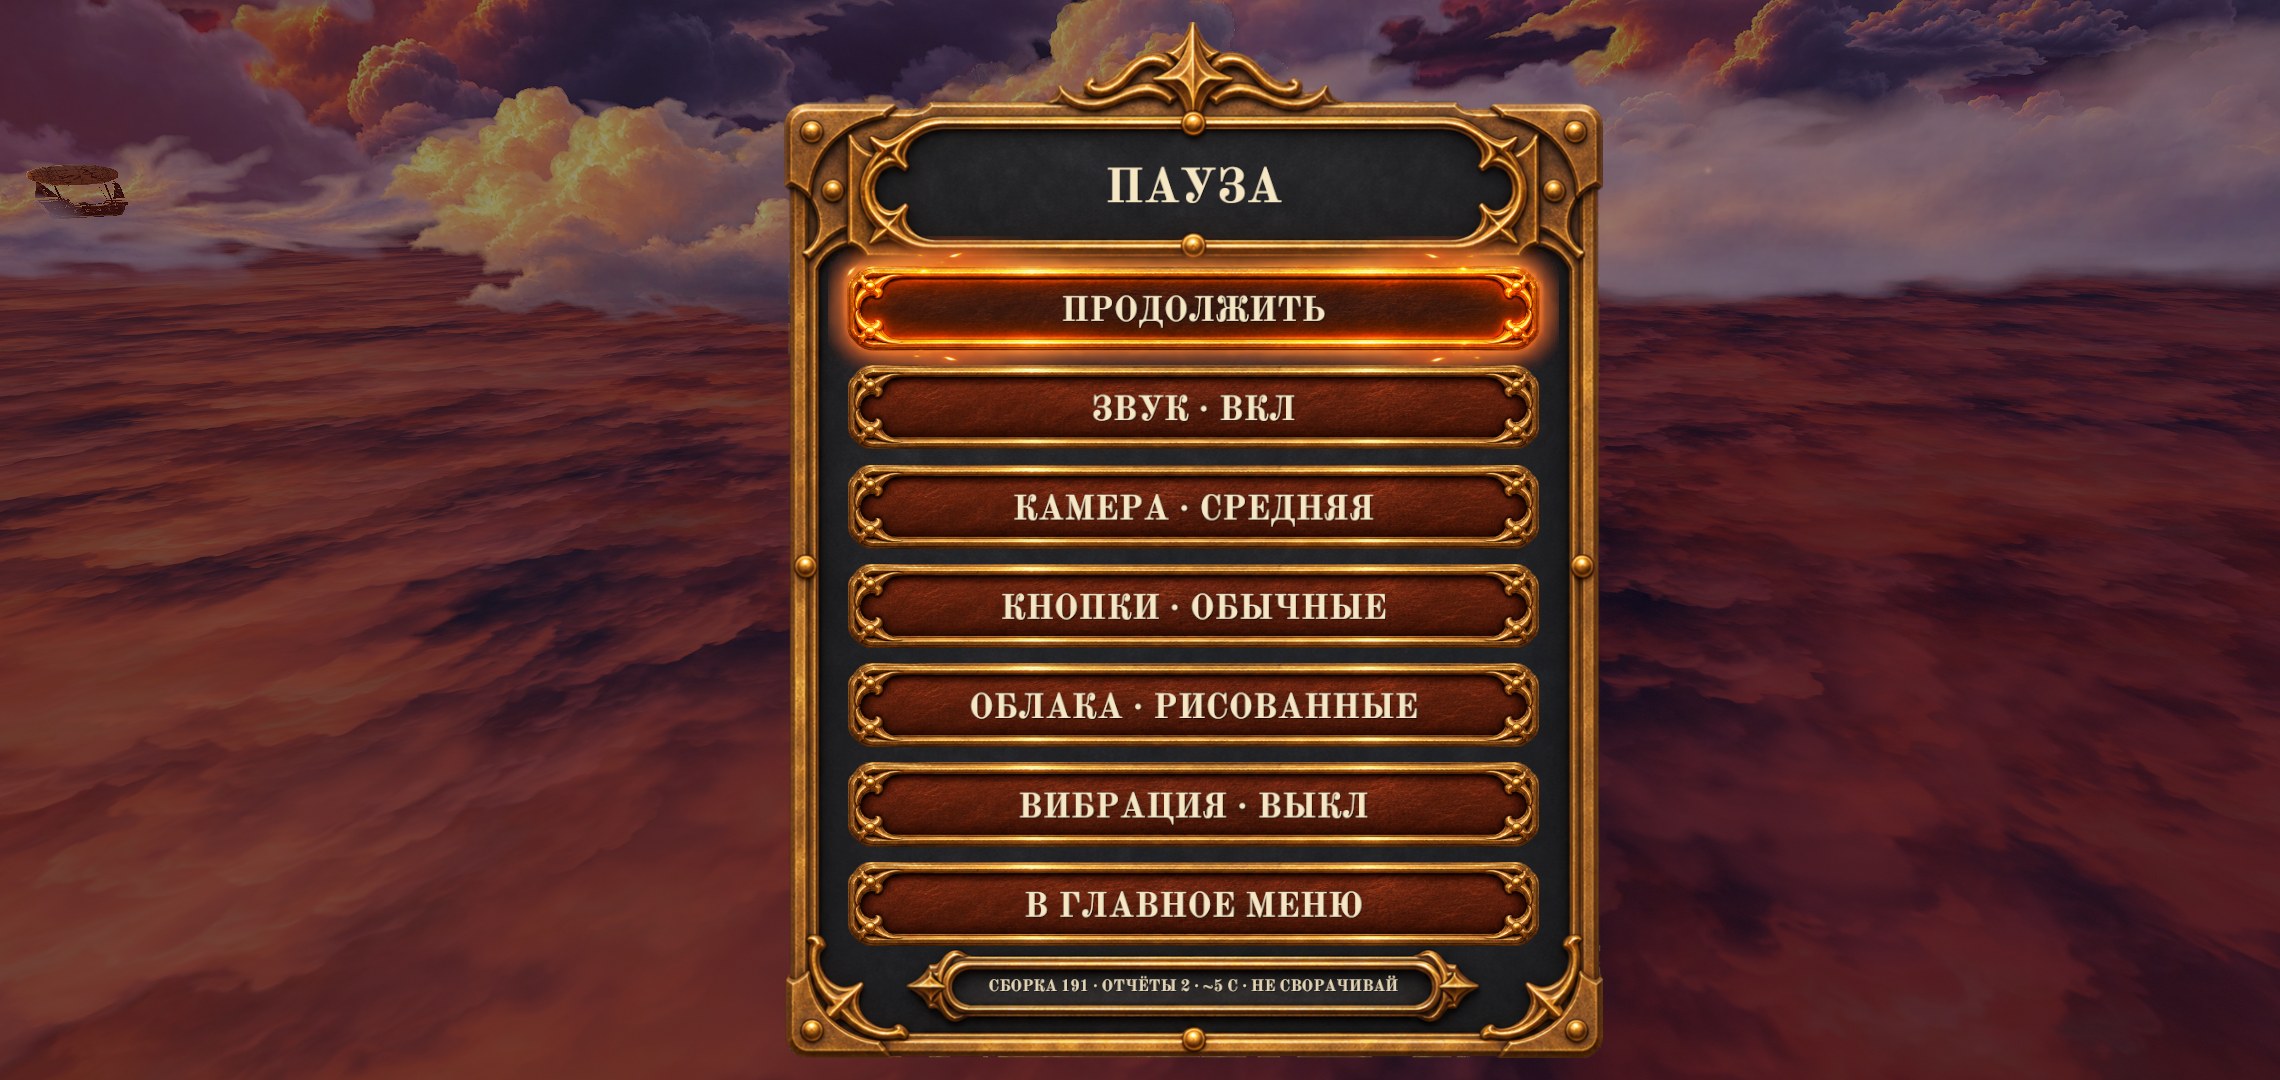 ПАУЗА
ПРОДОЛЖИТЬ
ЗВУК · ВКЛ
КАМЕРА · СРЕДНЯЯ
КНОПКИ · ОБЫЧНЫЕ
ОБЛАКА · РИСОВАННЫЕ
ВИБРАЦИЯ · ВЫКЛ
В ГЛАВНОЕ МЕНЮ
СБОРКА 191 · ОТЧЁТЫ 2 · ~5 С · НЕ СВОРАЧИВАЙ